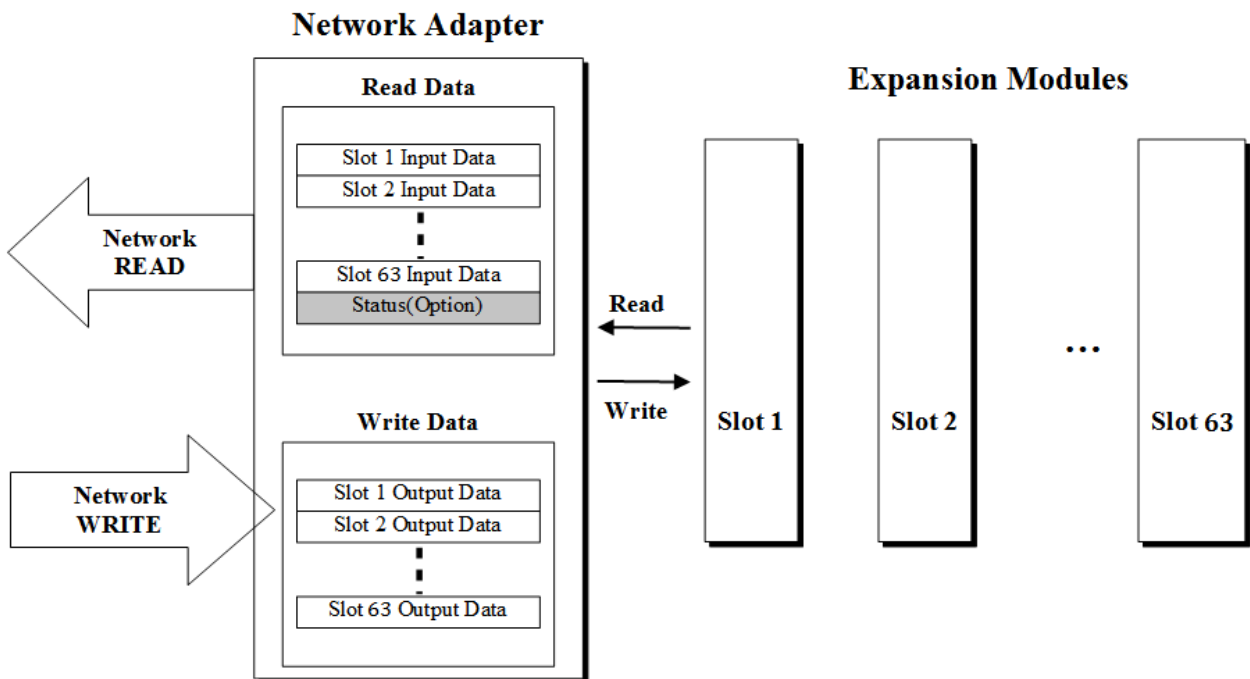 Network Adapter
Read Data
Slot 1 Input Data
Slot 2 Input Data
Slot 63 Input Data
Status(Option)
Network
READ
Write Data
Slot 1 Output Data
Slot 2 Output Data
Slot 63 Output Data
Network
WRITE
Read
Write
Expansion Modules
Slot 1
Slot 2
...
Slot 63